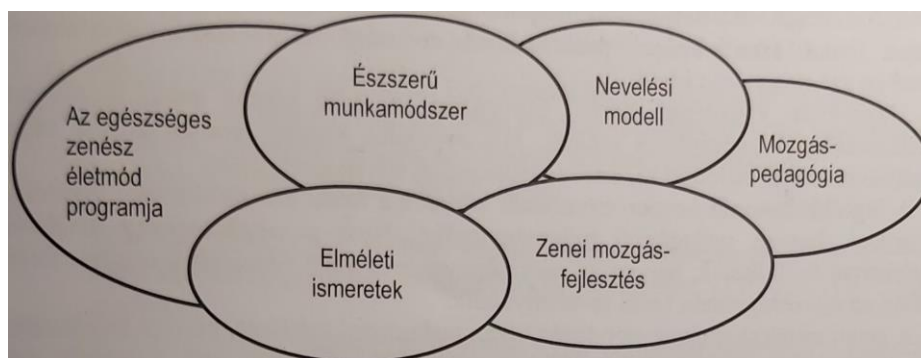 Az egészséges
zenész
életmód
programja
Észszerű
munkamódszer
Nevelési
modell
Mozgás-
pedagógia
Elméleti
ismeretek
Zenei mozgás-
fejlesztés